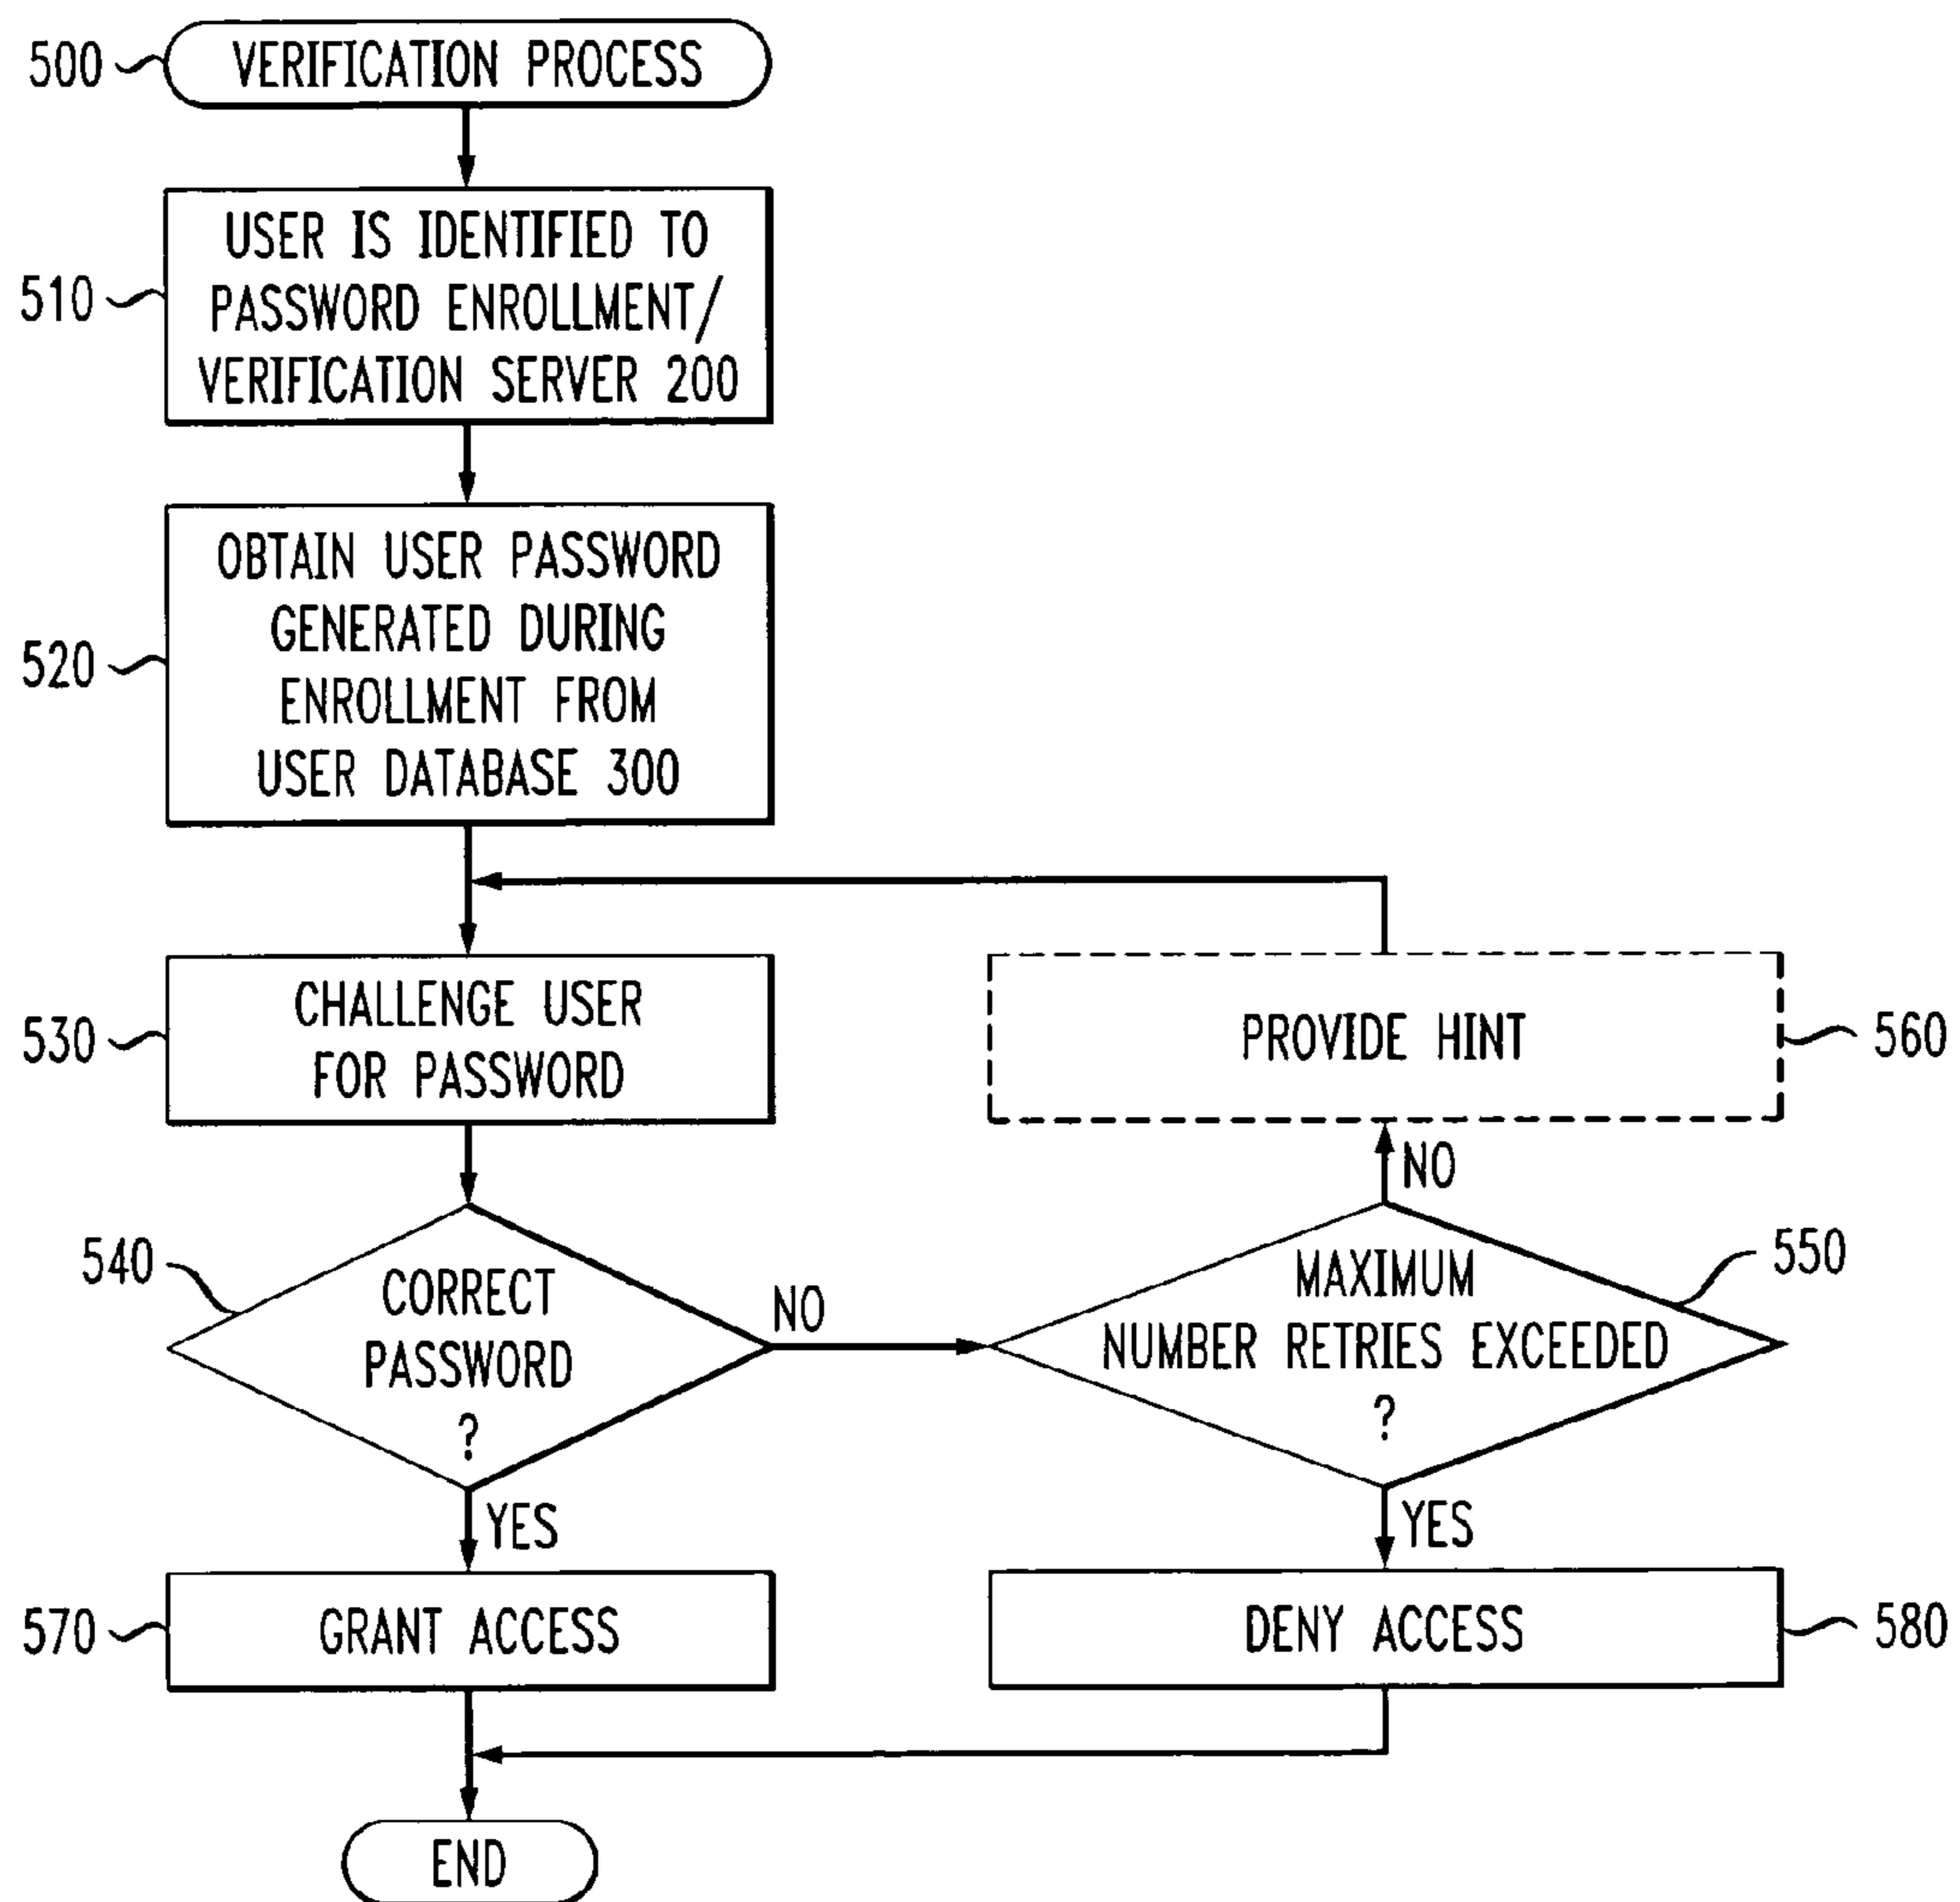 500
VERIFICATION PROCESS
510
USER IS IDENTIFIED TO
PASSWORD ENROLLMENT/
VERIFICATION SERVER 200
520
OBTAIN USER PASSWORD
GENERATED DURING
ENROLLMENT FROM
USER DATABASE 300
530
CHALLENGE USER
FOR PASSWORD
PROVIDE HINT
560
NO
540
CORRECT
PASSWORD
?
NO
550
MAXIMUM
NUMBER RETRIES EXCEEDED
?
YES
YES
570
GRANT ACCESS
DENY ACCESS
580
END